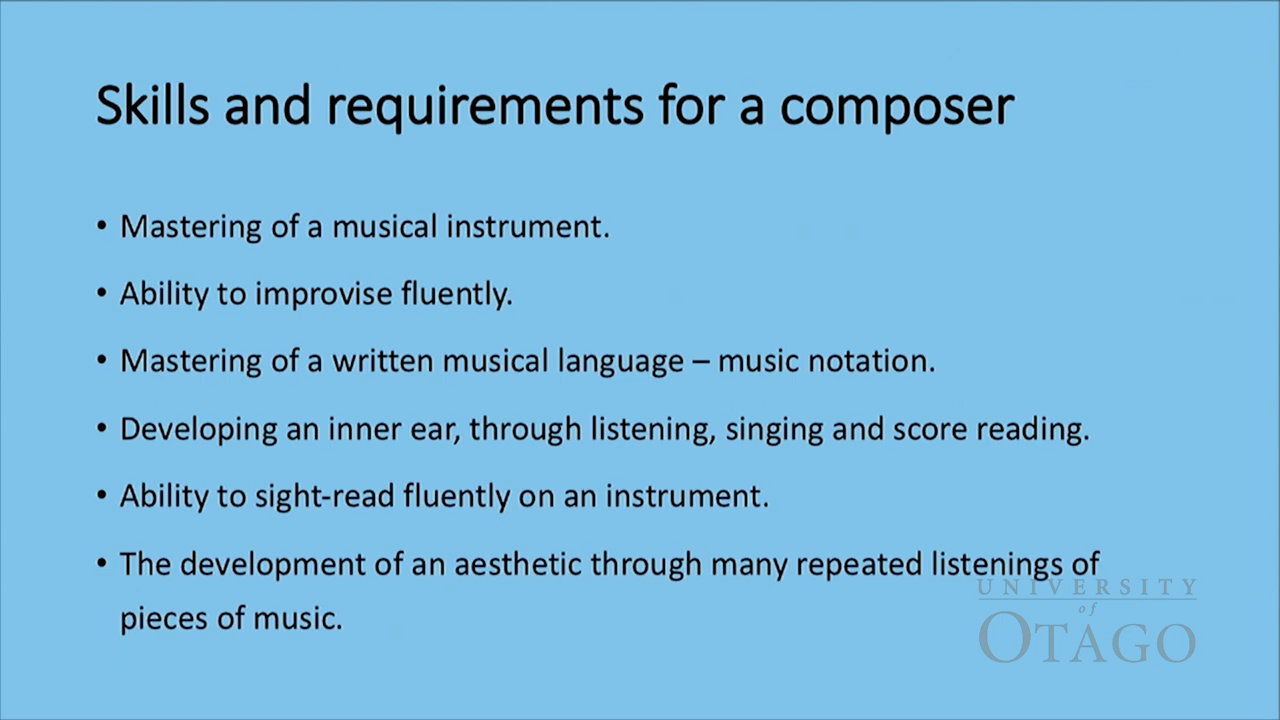 Skills and requirements for a composer
• Mastering of a musical instrument.
• Ability to improvise fluently.
• Mastering of a written musical language – music notation.
• Developing an inner ear, through listening, singing and score reading.
• Ability to sight-read fluently on an instrument.
• The development of an aesthetic through many repeated listenings of
pieces of music.
UNIVERSITY
of
OTAGO